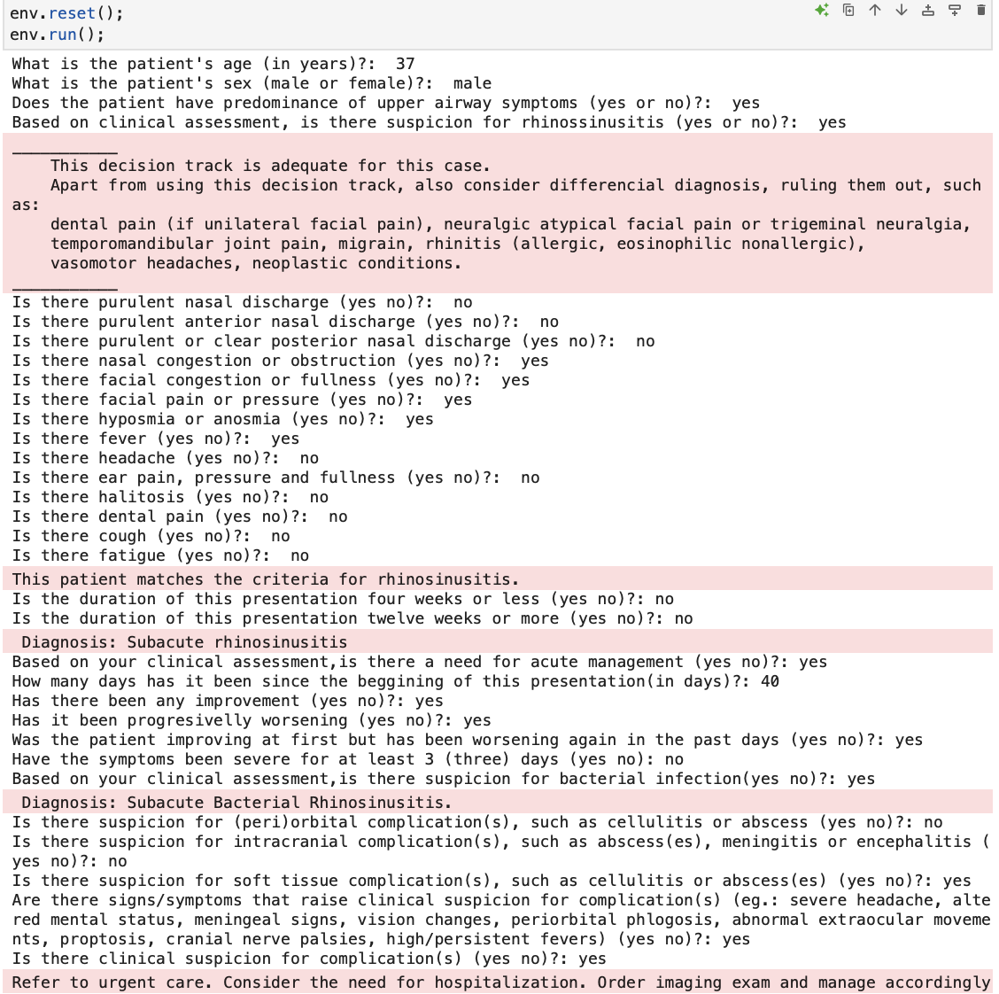 env.reset();
env.run();
What is the patient's age (in years)?:  37
What is the patient's sex (male or female)?:  male
Does the patient have predominance of upper airway symptoms (yes or no)?:  yes
Based on clinical assessment, is there suspicion for rhinossinusitis (yes or no)?:  yes
___________
This decision track is adequate for this case.
Apart from using this decision track, also consider differencial diagnosis, ruling them out, such
as:
dental pain (if unilateral facial pain), neuralgic atypical facial pain or trigeminal neuralgia,
temporomandibular joint pain, migrain, rhinitis (allergic, eosinophilic nonallergic),
vasomotor headaches, neoplastic conditions.
___________
Is there purulent nasal discharge (yes no)?:  no
Is there purulent anterior nasal discharge (yes no)?:  no
Is there purulent or clear posterior nasal discharge (yes no)?:  no
Is there nasal congestion or obstruction (yes no)?:  yes
Is there facial congestion or fullness (yes no)?:  yes
Is there facial pain or pressure (yes no)?:  yes
Is there hyposmia or anosmia (yes no)?:  yes
Is there fever (yes no)?:  yes
Is there headache (yes no)?:  no
Is there ear pain, pressure and fullness (yes no)?:  no
Is there halitosis (yes no)?:  no
Is there dental pain (yes no)?:  no
Is there cough (yes no)?:  no
Is there fatigue (yes no)?:  no
This patient matches the criteria for rhinosinusitis.
Is the duration of this presentation four weeks or less (yes no)?: no
Is the duration of this presentation twelve weeks or more (yes no)?: no
Diagnosis: Subacute rhinosinusitis
Based on your clinical assessment,is there a need for acute management (yes no)?: yes
How many days has it been since the beggining of this presentation(in days)?: 40
Has there been any improvement (yes no)?: yes
Has it been progresivelly worsening (yes no)?: yes
Was the patient improving at first but has been worsening again in the past days (yes no)?: yes
Have the symptoms been severe for at least 3 (three) days (yes no): no
Based on your clinical assessment,is there suspicion for bacterial infection(yes no)?: yes
Diagnosis: Subacute Bacterial Rhinosinusitis.
Is there suspicion for (peri)orbital complication(s), such as cellulitis or abscess (yes no)?: no
Is there suspicion for intracranial complication(s), such as abscess(es), meningitis or encephalitis (
yes no)?: no
Is there suspicion for soft tissue complication(s), such as cellulitis or abscess(es) (yes no)?: yes
Are there signs/symptoms that raise clinical suspicion for complication(s) (eg.: severe headache, alte
red mental status, meningeal signs, vision changes, periorbital phlogosis, abnormal extraocular moveme
nts, proptosis, cranial nerve palsies, high/persistent fevers) (yes no)?: yes
Is there clinical suspicion for complication(s) (yes no)?: yes
Refer to urgent care. Consider the need for hospitalization. Order imaging exam and manage accordingly